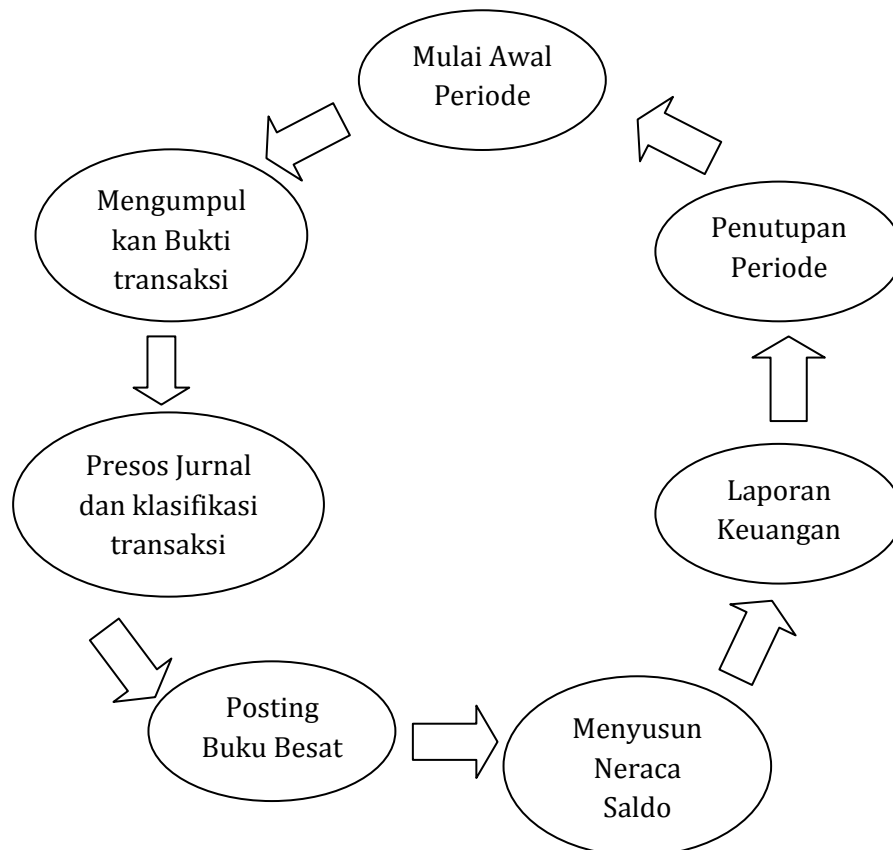 Mulai Awal
Periode
Mengumpul
kan Bukti
transaksi
Presos Jurnal
dan klasifikasi
transaksi
Posting
Buku Besat
Menyusun
Neraca
Saldo
Laporan
Keuangan
Penutupan
Periode